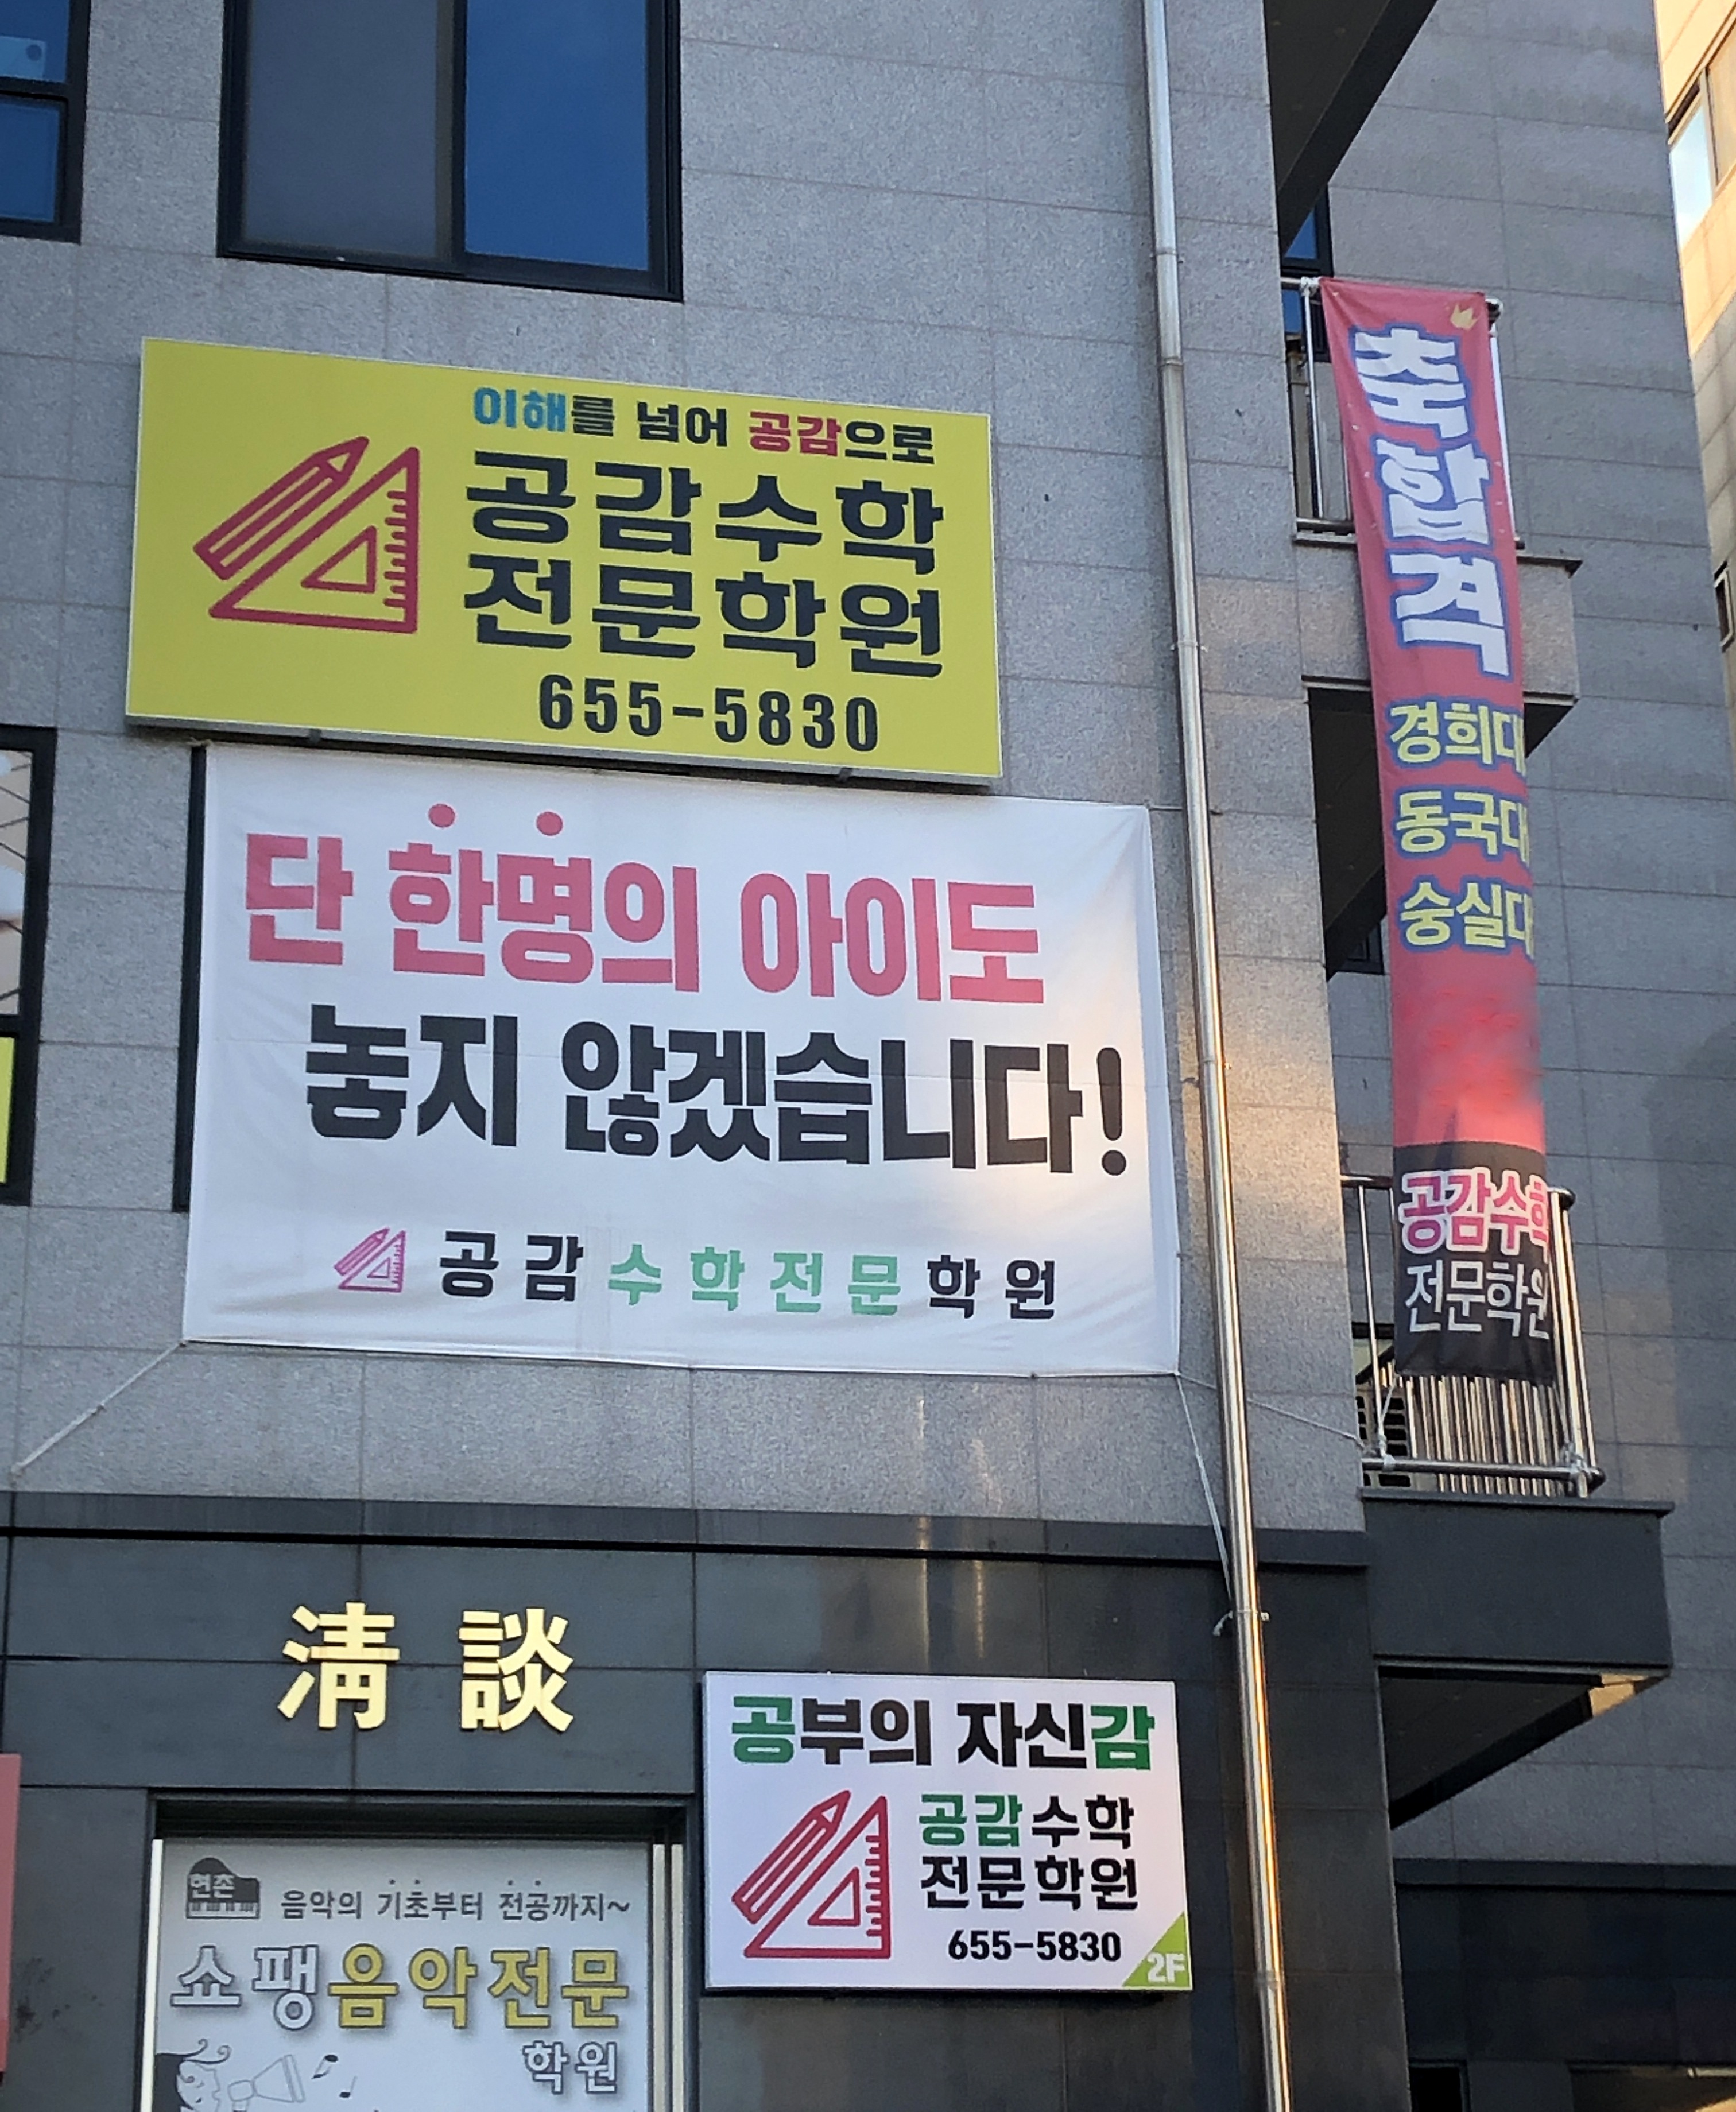 이해를 넘어 공감으로
공감수학
전문학원
655-5830
단 한명의 아이도
놓지 않겠습니다!
공감수학전문학원
축합격
경희대
동국대
숭실대
공감수학
전문학원
淸談
공부의 자신감
공감수학
전문학원
655-5830
2F
현존
음악의 기초부터 전공까지~
쇼팽음악전문
학원